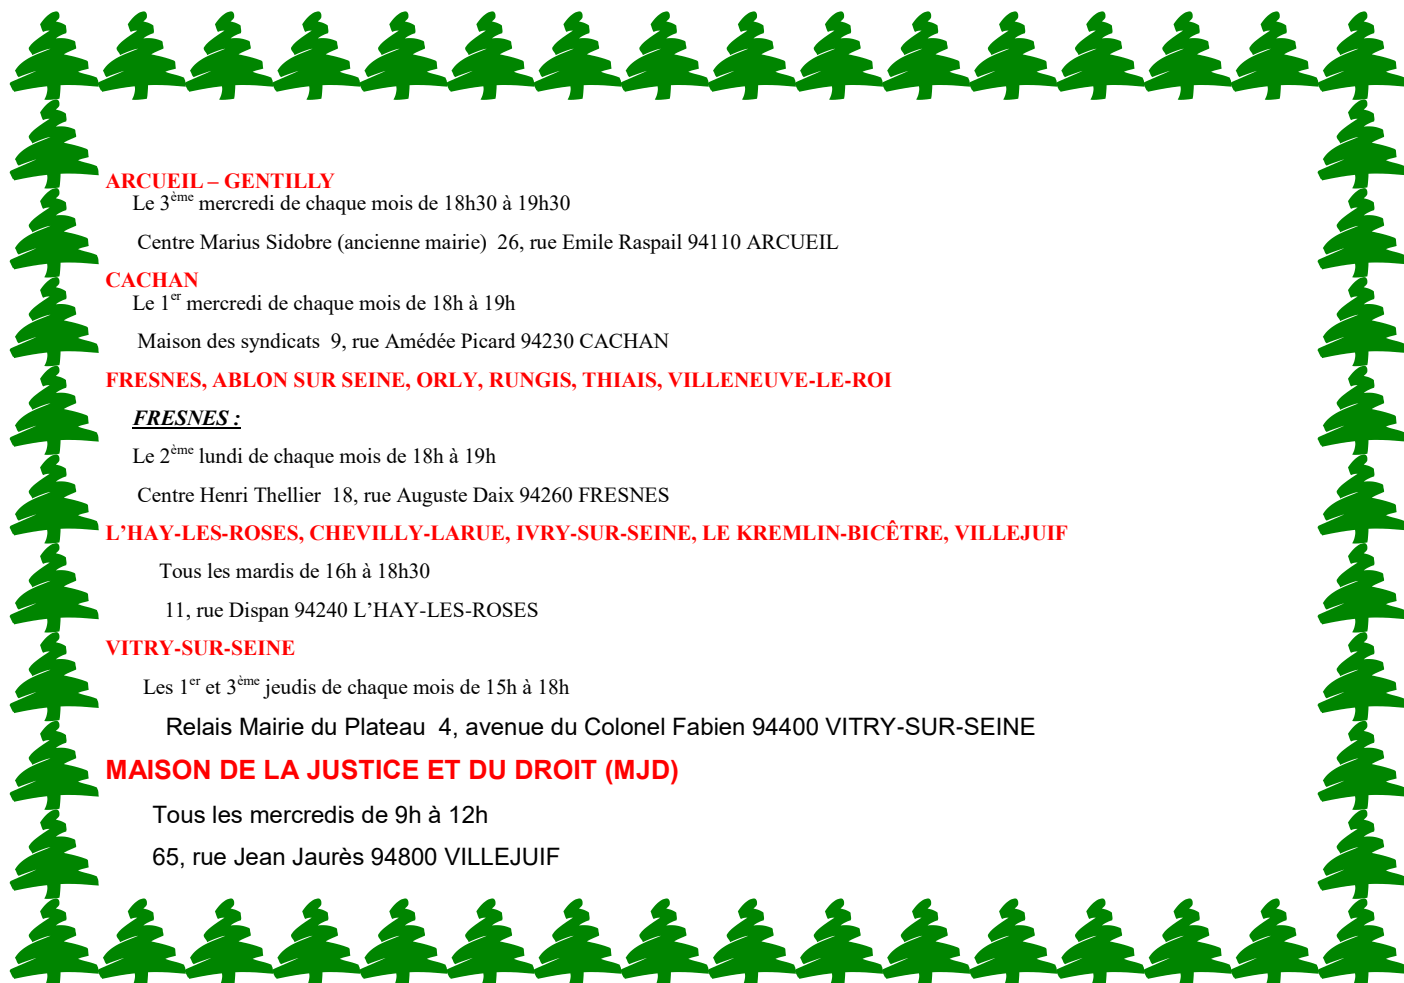 ARCUEIL – GENTILLY
Le 3ème mercredi de chaque mois de 18h30 à 19h30
Centre Marius Sidobre (ancienne mairie) 26, rue Emile Raspail 94110 ARCUEIL
CACHAN
Le 1er mercredi de chaque mois de 18h à 19h
Maison des syndicats 9, rue Amédée Picard 94230 CACHAN
FRESNES, ABLON SUR SEINE, ORLY, RUNGIS, THIAIS, VILLENEUVE-LE-ROI
FRESNES :
Le 2ème lundi de chaque mois de 18h à 19h
Centre Henri Thellier 18, rue Auguste Daix 94260 FRESNES
L’HAY-LES-ROSES, CHEVILLY-LARUE, IVRY-SUR-SEINE, LE KREMLIN-BICÊTRE, VILLEJUIF
Tous les mardis de 16h à 18h30
11, rue Dispan 94240 L’HAY-LES-ROSES
VITRY-SUR-SEINE
Les 1er et 3ème jeudis de chaque mois de 15h à 18h
Relais Mairie du Plateau 4, avenue du Colonel Fabien 94400 VITRY-SUR-SEINE
MAISON DE LA JUSTICE ET DU DROIT (MJD)
Tous les mercredis de 9h à 12h
65, rue Jean Jaurès 94800 VILLEJUIF